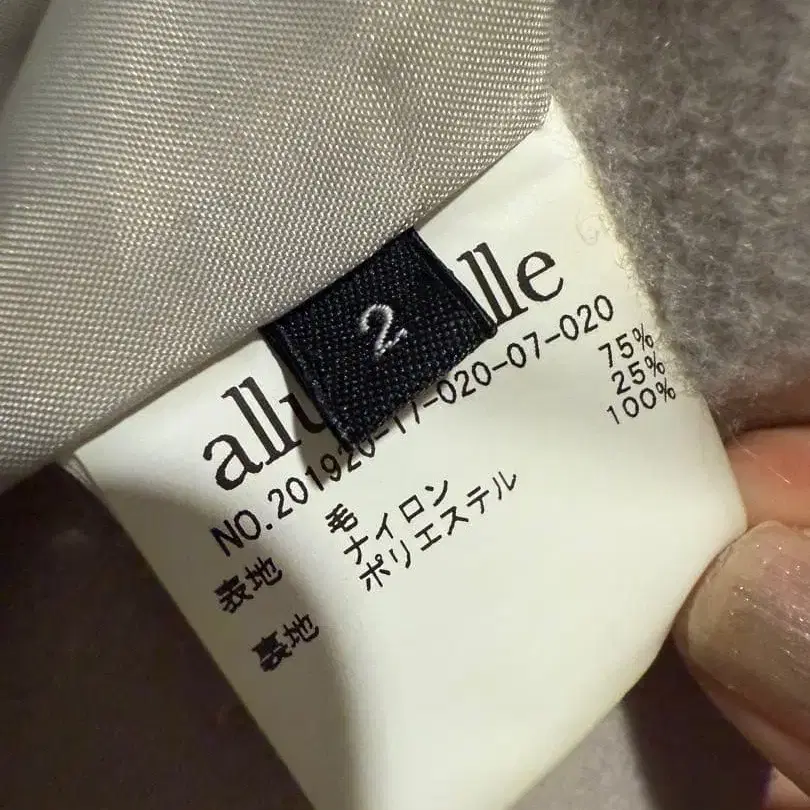 2
allu lle
NO.201920-17-020-07-020
表地 毛 75%
ナイロン 25%
裏地 ポリエステル 100%